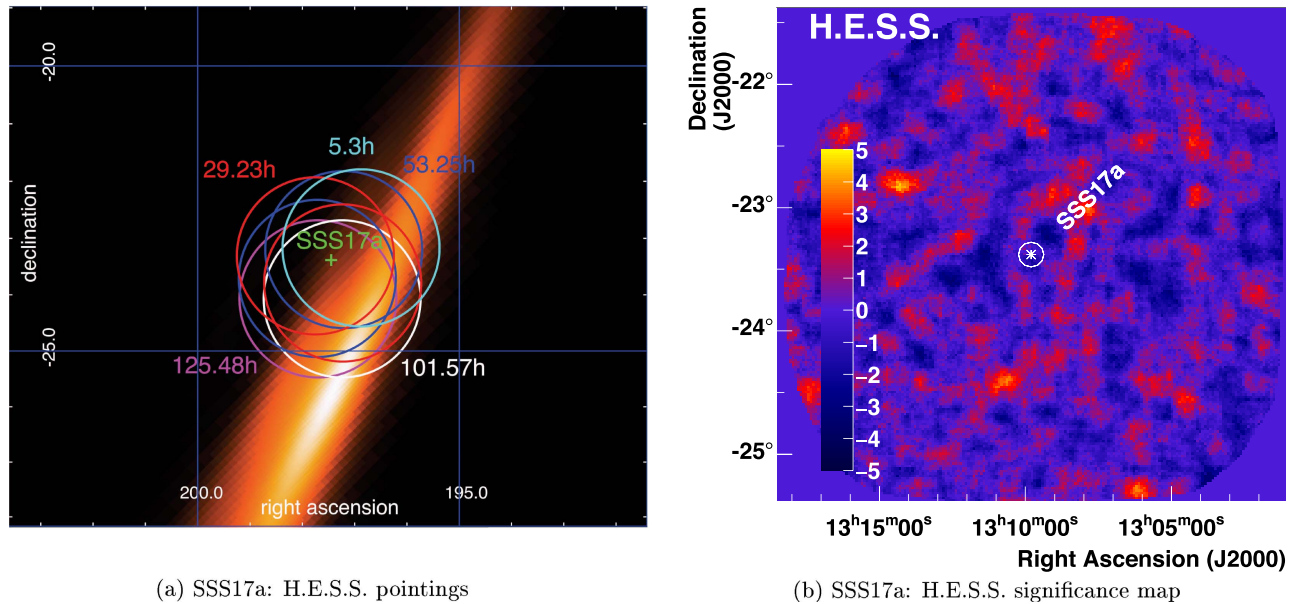 -20.0
-25.0
declination
5.3h
29.23h
53.25h
SSS17a
125.48h
101.57h
200.0
195.0
right ascension
(a) SSS17a: H.E.S.S. pointings
H.E.S.S.
Declination
(J2000)
-22°
-23°
-24°
-25°
5
4
3
2
1
0
−1
−2
−3
−4
−5
SSS17a
13ʰ15ᵐ00ˢ
13ʰ10ᵐ00ˢ
13ʰ05ᵐ00ˢ
Right Ascension (J2000)
(b) SSS17a: H.E.S.S. significance map